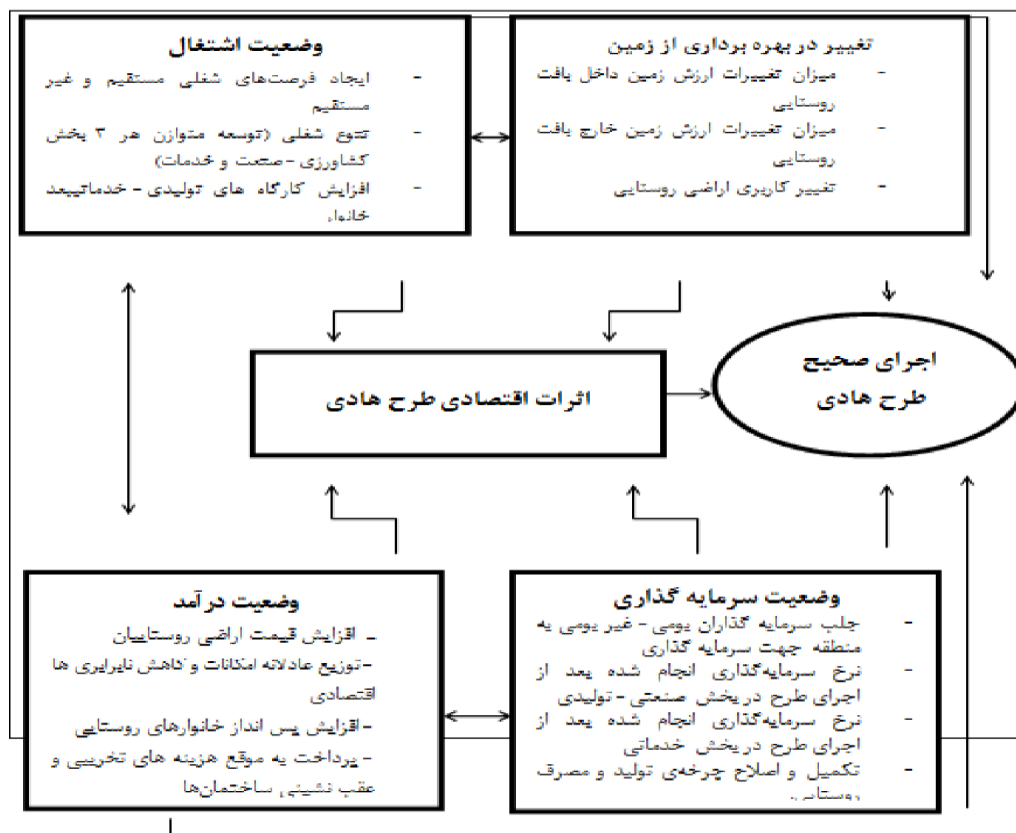 تغییر در بهره برداری از زمین
- میزان تغییرات ارزش زمین داخل بافت
روستایی
- میزان تغییرات ارزش زمین خارج بافت
روستایی
- تغییر کاربری اراضی روستایی
وضعیت اشتغال
- ایجاد فرصت‌های شغلی مستقیم و غیر
مستقیم
- تنوع شغلی (توسعه متوازن هر ۳ بخش
کشاورزی - صنعت و خدمات)
- افزایش کارگاه های تولیدی - خدماتیبعد
خانوار
اجرای صحیح
طرح هادی
اثرات اقتصادی طرح هادی
وضعیت سرمایه گذاری
- جلب سرمایه گذاران بومی - غیر بومی به
منطقه جهت سرمایه گذاری
- نرخ سرمایه‌گذاری انجام شده بعد از
اجرای طرح در بخش صنعتی - تولیدی
- نرخ سرمایه‌گذاری انجام شده بعد از
اجرای طرح در بخش خدماتی
- تکمیل و اصلاح چرخه‌ی تولید و مصرف
روستایی.
وضعیت درآمد
- افزایش قیمت اراضی روستاییان
- توزیع عادلانه امکانات و کاهش نابرابری ها
اقتصادی
- افزایش پس انداز خانوارهای روستایی
- پرداخت به موقع هزینه های تخریبی و
عقب نشینی ساختمان‌ها